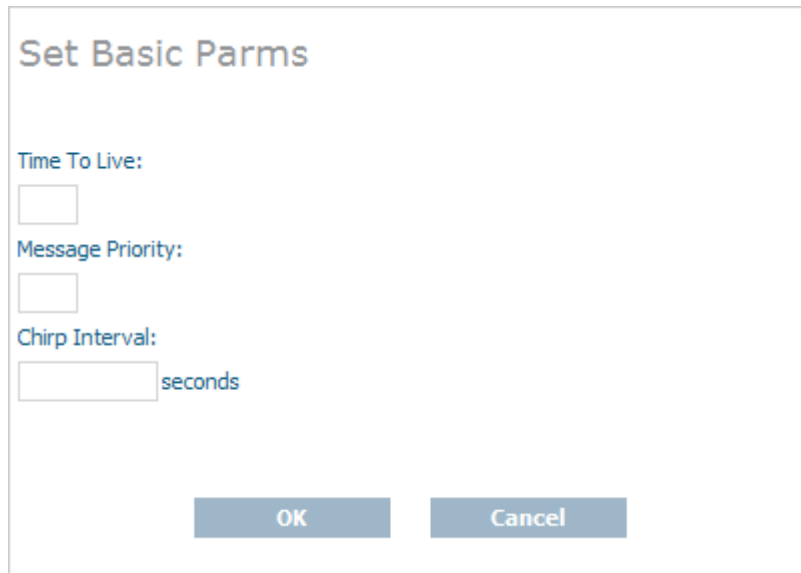 Set Basic Parms
Time To Live:
Message Priority:
Chirp Interval:
seconds
OK Cancel